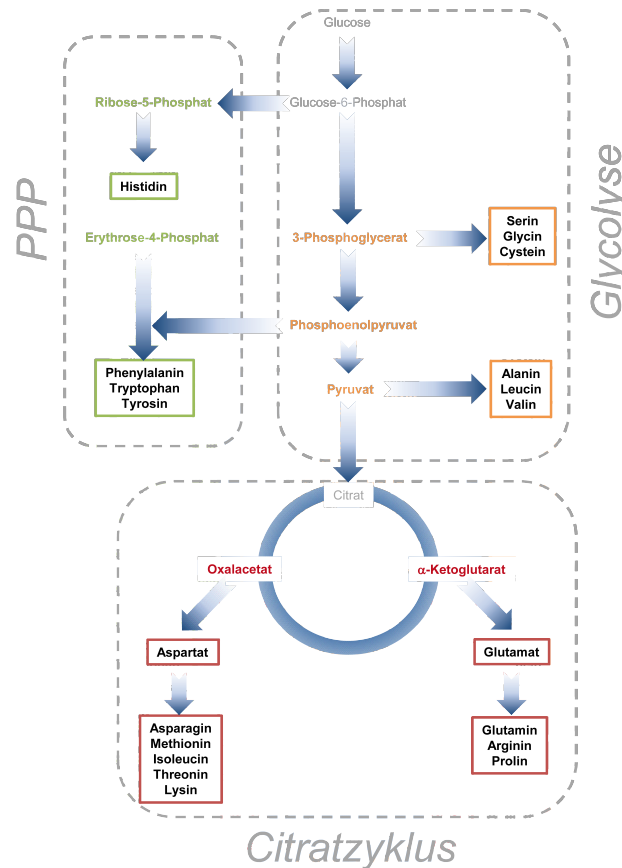 Glucose
Ribose-5-Phosphat
Glucose-6-Phosphat
Histidin
PPP
Glycolyse
Erythrose-4-Phosphat
3-Phosphoglycerat
Serin
Glycin
Cystein
Phosphoenolpyruvat
Phenylalanin
Tryptophan
Tyrosin
Pyruvat
Alanin
Leucin
Valin
Citrat
Oxalacetat
α-Ketoglutarat
Aspartat
Glutamat
Asparagin
Methionin
Isoleucin
Threonin
Lysin
Glutamin
Arginin
Prolin
Citratzyklus